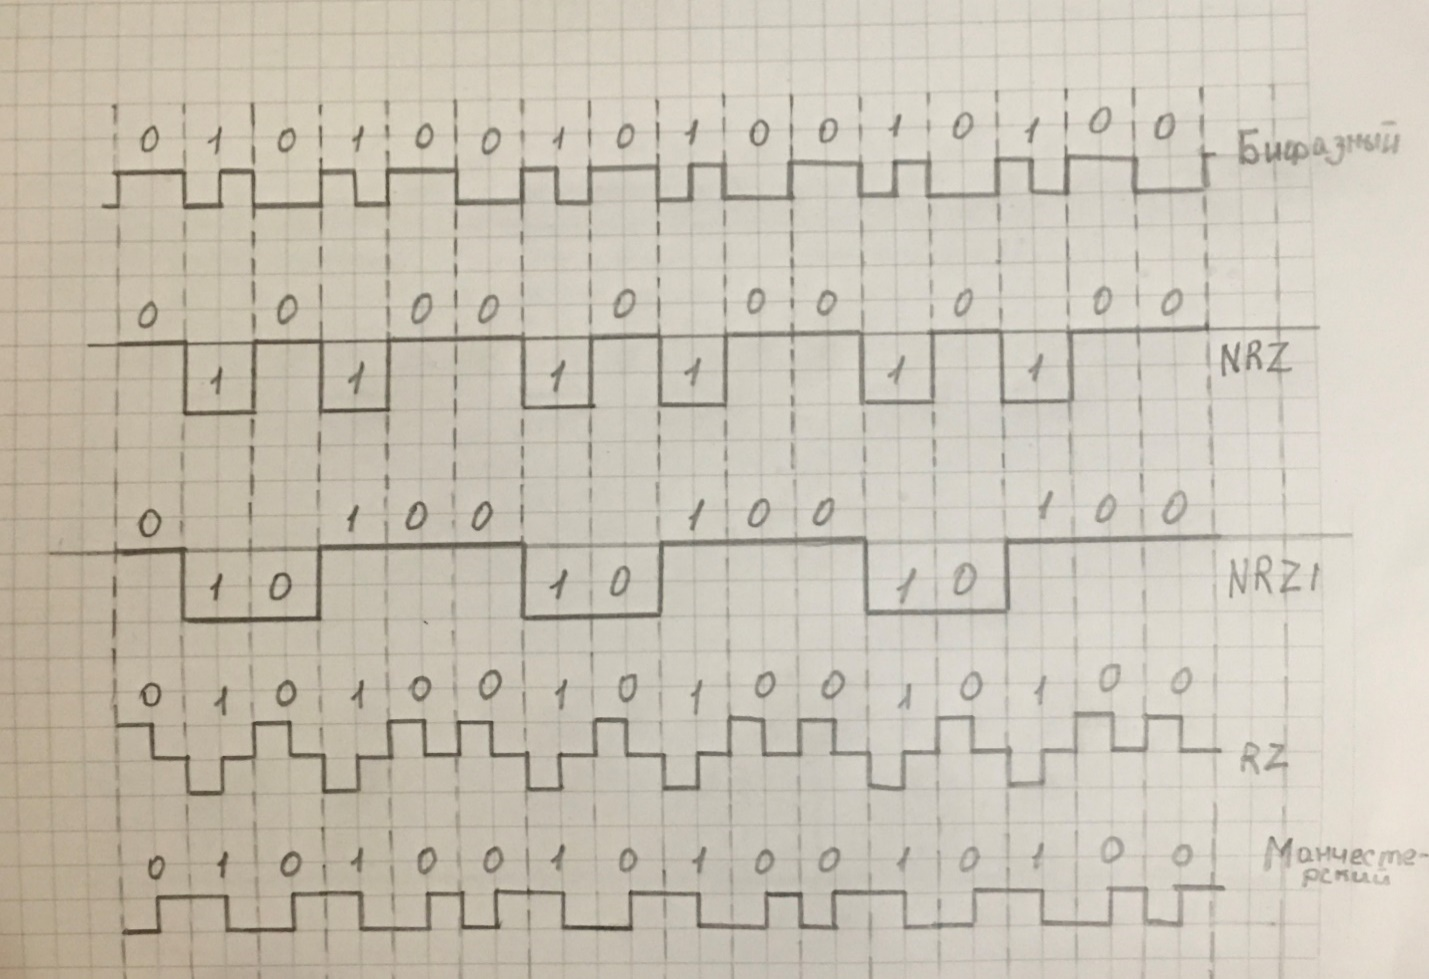 0 1 0 1 0 0 1 0 1 0 0 1 0 1 0 0 Бифазный
0 0 0 0 0 0 0 0 0 0
1 1 1 1 1 1 NRZ
0 1 0 0 1 0 0 1 0 0
1 0 1 0 1 0 NRZI
0 1 0 1 0 0 1 0 1 0 0 1 0 1 0 0
RZ
0 1 0 1 0 0 1 0 1 0 0 1 0 1 0 0 Манчесте-
рский